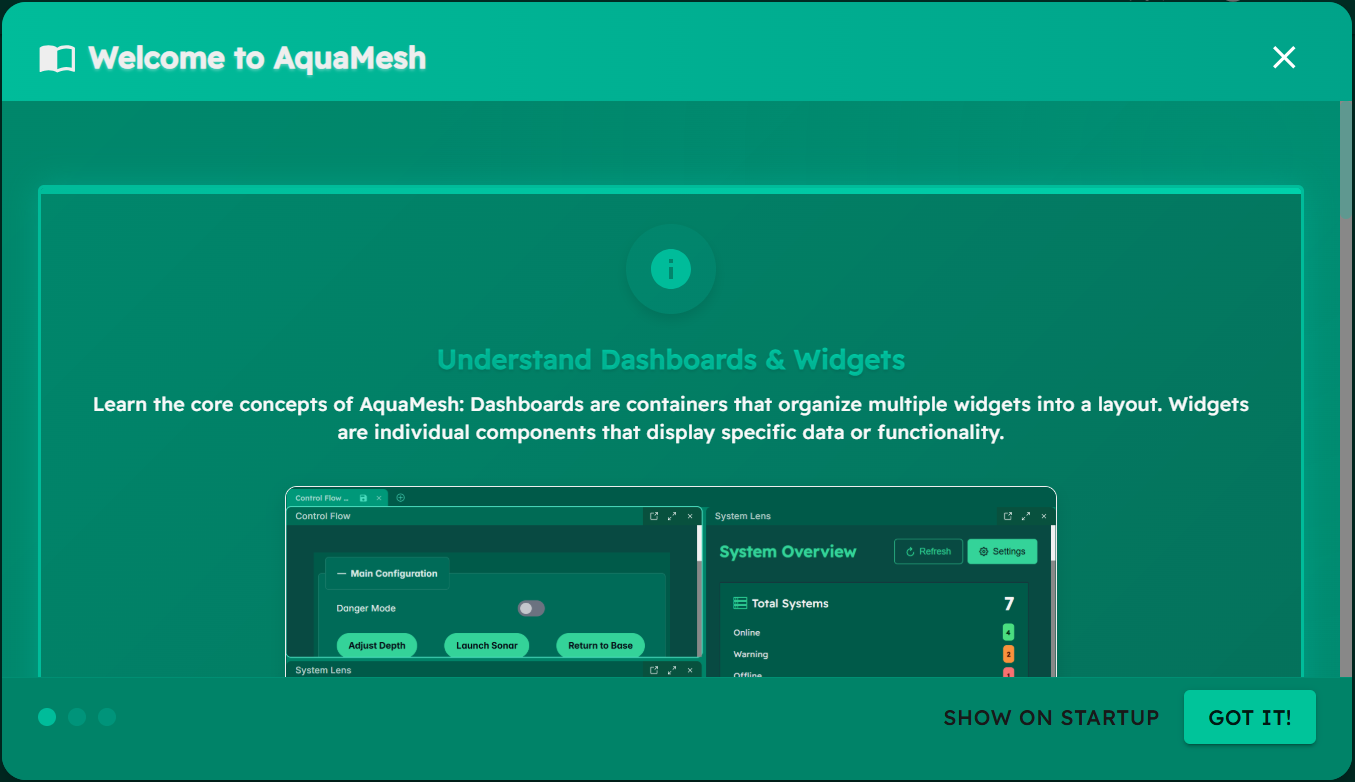 Welcome to AquaMesh
Understand Dashboards & Widgets
Learn the core concepts of AquaMesh: Dashboards are containers that organize multiple widgets into a layout. Widgets
are individual components that display specific data or functionality.
Control Flow ...
Control Flow
Main Configuration
Danger Mode
Adjust Depth
Launch Sonar
Return to Base
System Lens
System Lens
System Overview
Refresh
Settings
Total Systems
7
Online
4
Warning
2
Offline
1
SHOW ON STARTUP
GOT IT!